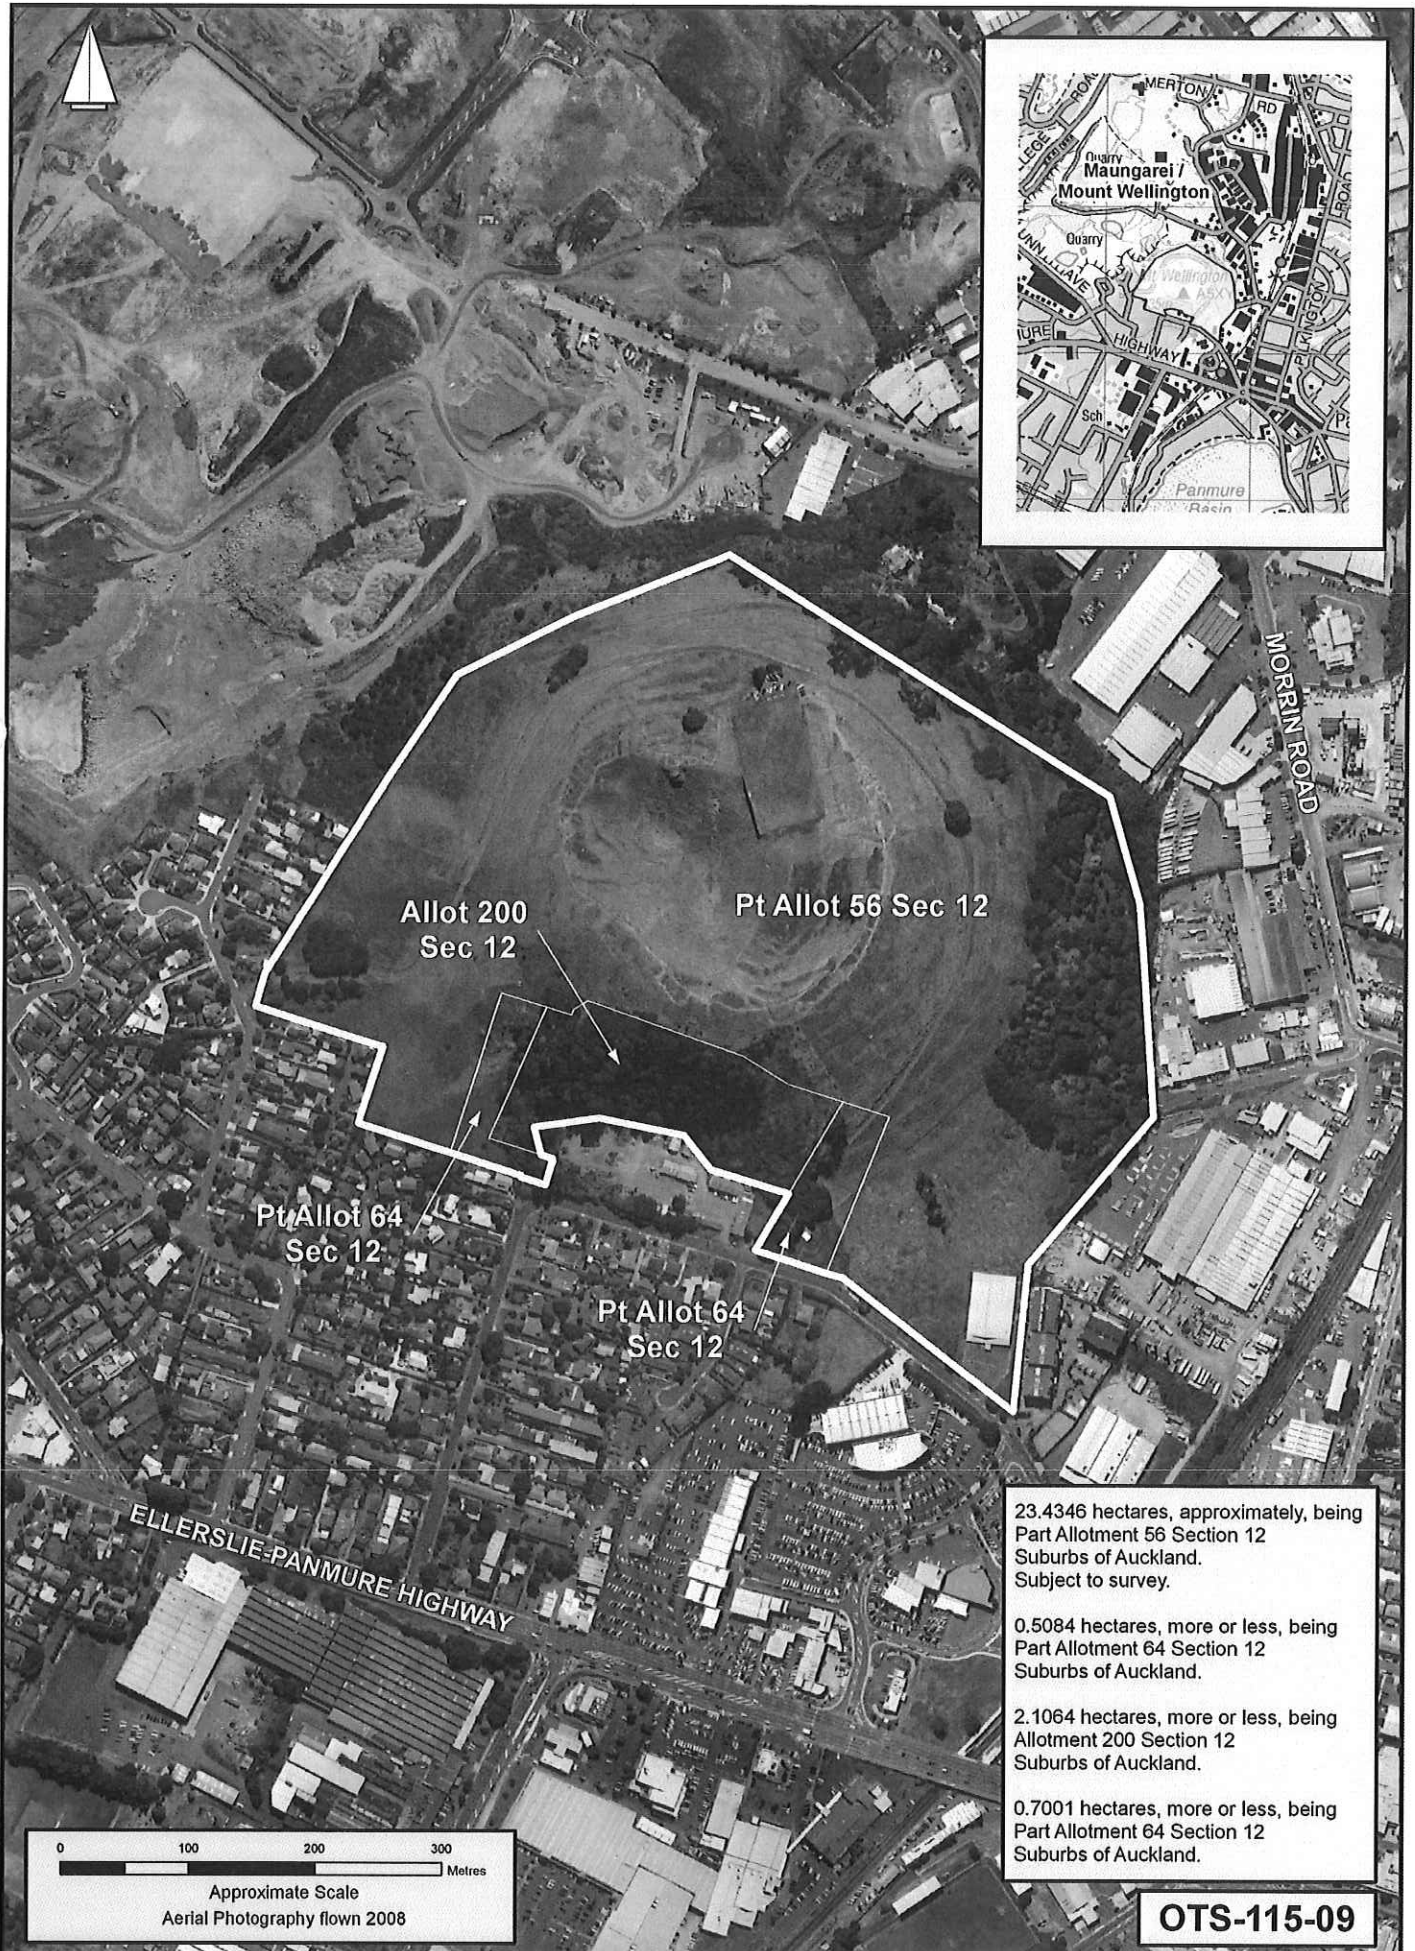 MERTON
RD
ROAD
Quarry
Maungarei /
Mount Wellington
ROAD
Quarry
AVE
Wellington
PILKINGTON
HIGHWAY
Sch
Panmure
Basin
MORRIN ROAD
Allot 200
Sec 12
Pt Allot 56 Sec 12
Pt Allot 64
Sec 12
Pt Allot 64
Sec 12
ELLERSLIE-PANMURE HIGHWAY
23.4346 hectares, approximately, being
Part Allotment 56 Section 12
Suburbs of Auckland.
Subject to survey.
0.5084 hectares, more or less, being
Part Allotment 64 Section 12
Suburbs of Auckland.
2.1064 hectares, more or less, being
Allotment 200 Section 12
Suburbs of Auckland.
0.7001 hectares, more or less, being
Part Allotment 64 Section 12
Suburbs of Auckland.
0 100 200 300
Metres
Approximate Scale
Aerial Photography flown 2008
OTS-115-09